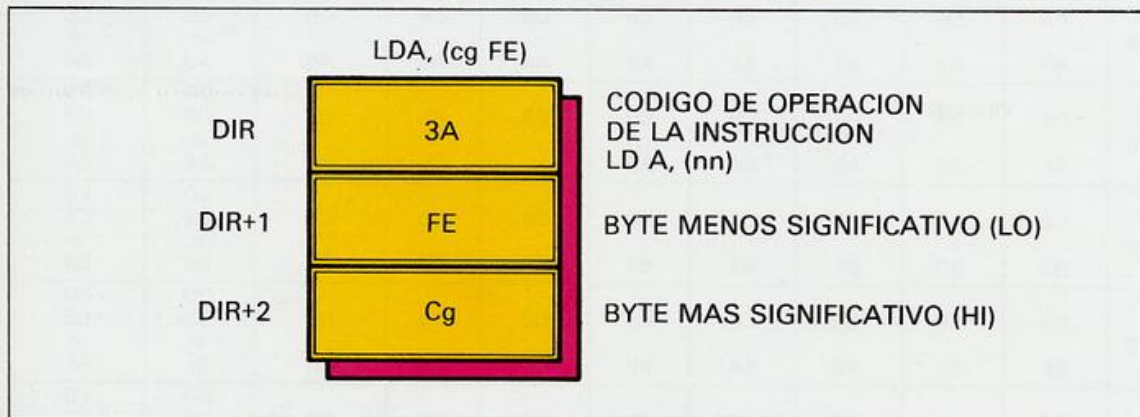 LDA, (cg FE)
DIR
3A
CODIGO DE OPERACION
DE LA INSTRUCCION
LD A, (nn)
DIR+1
FE
BYTE MENOS SIGNIFICATIVO (LO)
DIR+2
Cg
BYTE MAS SIGNIFICATIVO (HI)